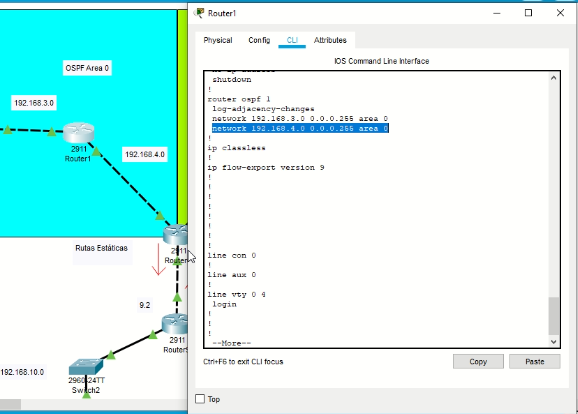 Router1
Physical Config CLI Attributes
IOS Command Line Interface
shutdown
!
router ospf 1
log-adjacency-changes
network 192.168.3.0 0.0.0.255 area 0
network 192.168.4.0 0.0.0.255 area 0
!
ip classless
!
ip flow-export version 9
!
!
!
!
!
!
!
!
line con 0
!
line aux 0
!
line vty 0 4
login
!
!
!
--More--
Ctrl+F6 to exit CLI focus
Copy
Paste
Top
OSPF Area 0
192.168.3.0
2911
Router1
192.168.4.0
Rutas Estáticas
2911
9.2
2911
192.168.10.0
2960-24TT
Switch2